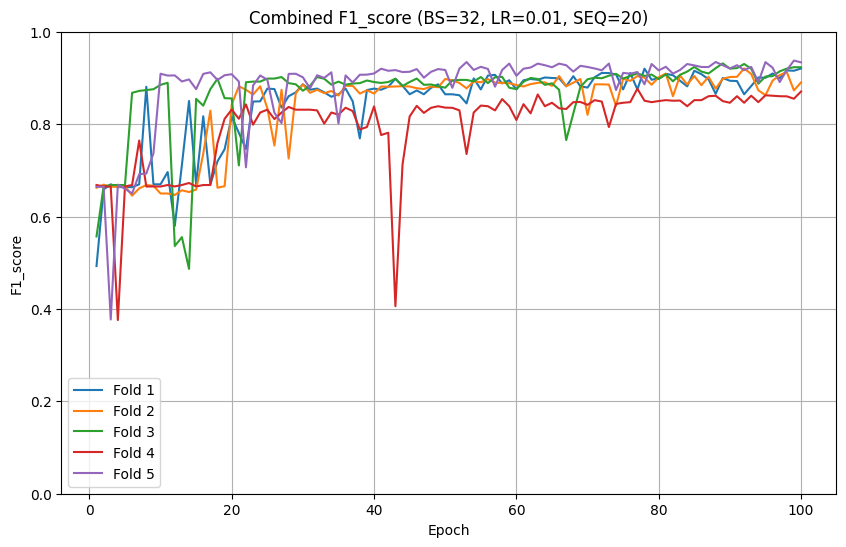 Combined F1_score (BS=32, LR=0.01, SEQ=20)
F1_score
1.0
0.8
0.6
0.4
0.2
0.0
Fold 1
Fold 2
Fold 3
Fold 4
Fold 5
0 20 40 60 80 100
Epoch